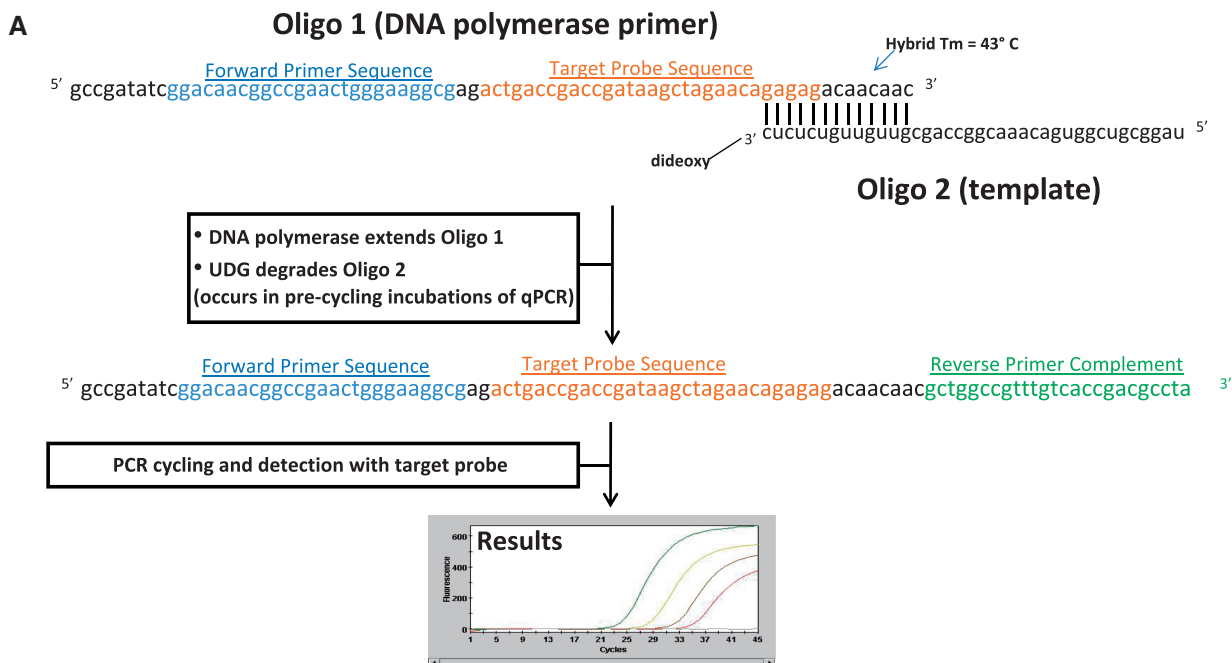 A
Oligo 1 (DNA polymerase primer)
Hybrid Tm = 43° C
Forward Primer Sequence
Target Probe Sequence
5’ gccgatatcggacaacggccgaactgggaaggcgagactgaccgaccgataagctagaacagagagacaacaac 3’
3’ cucucuguuguugcgaccggcaaacaguggcugcggau 5’
dideoxy
Oligo 2 (template)
• DNA polymerase extends Oligo 1
• UDG degrades Oligo 2
(occurs in pre-cycling incubations of qPCR)
Forward Primer Sequence
Target Probe Sequence
Reverse Primer Complement
5’ gccgatatcggacaacggccgaactgggaaggcgagactgaccgaccgataagctagaacagagagacaacaacgctggccgtttgtcaccgacgccta 3’
PCR cycling and detection with target probe
Results
Fluorescence
600
400
200
0
1 5 9 13 17 21 25 29 33 37 41 45
Cycles